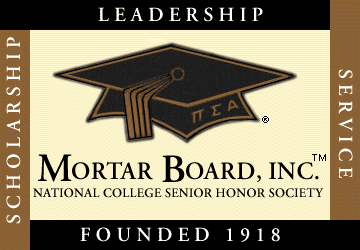 LEADERSHIP
SCHOLARSHIP
SERVICE
ΠΣΑ
®
MORTAR BOARD, INC.™
NATIONAL COLLEGE SENIOR HONOR SOCIETY
FOUNDED 1918